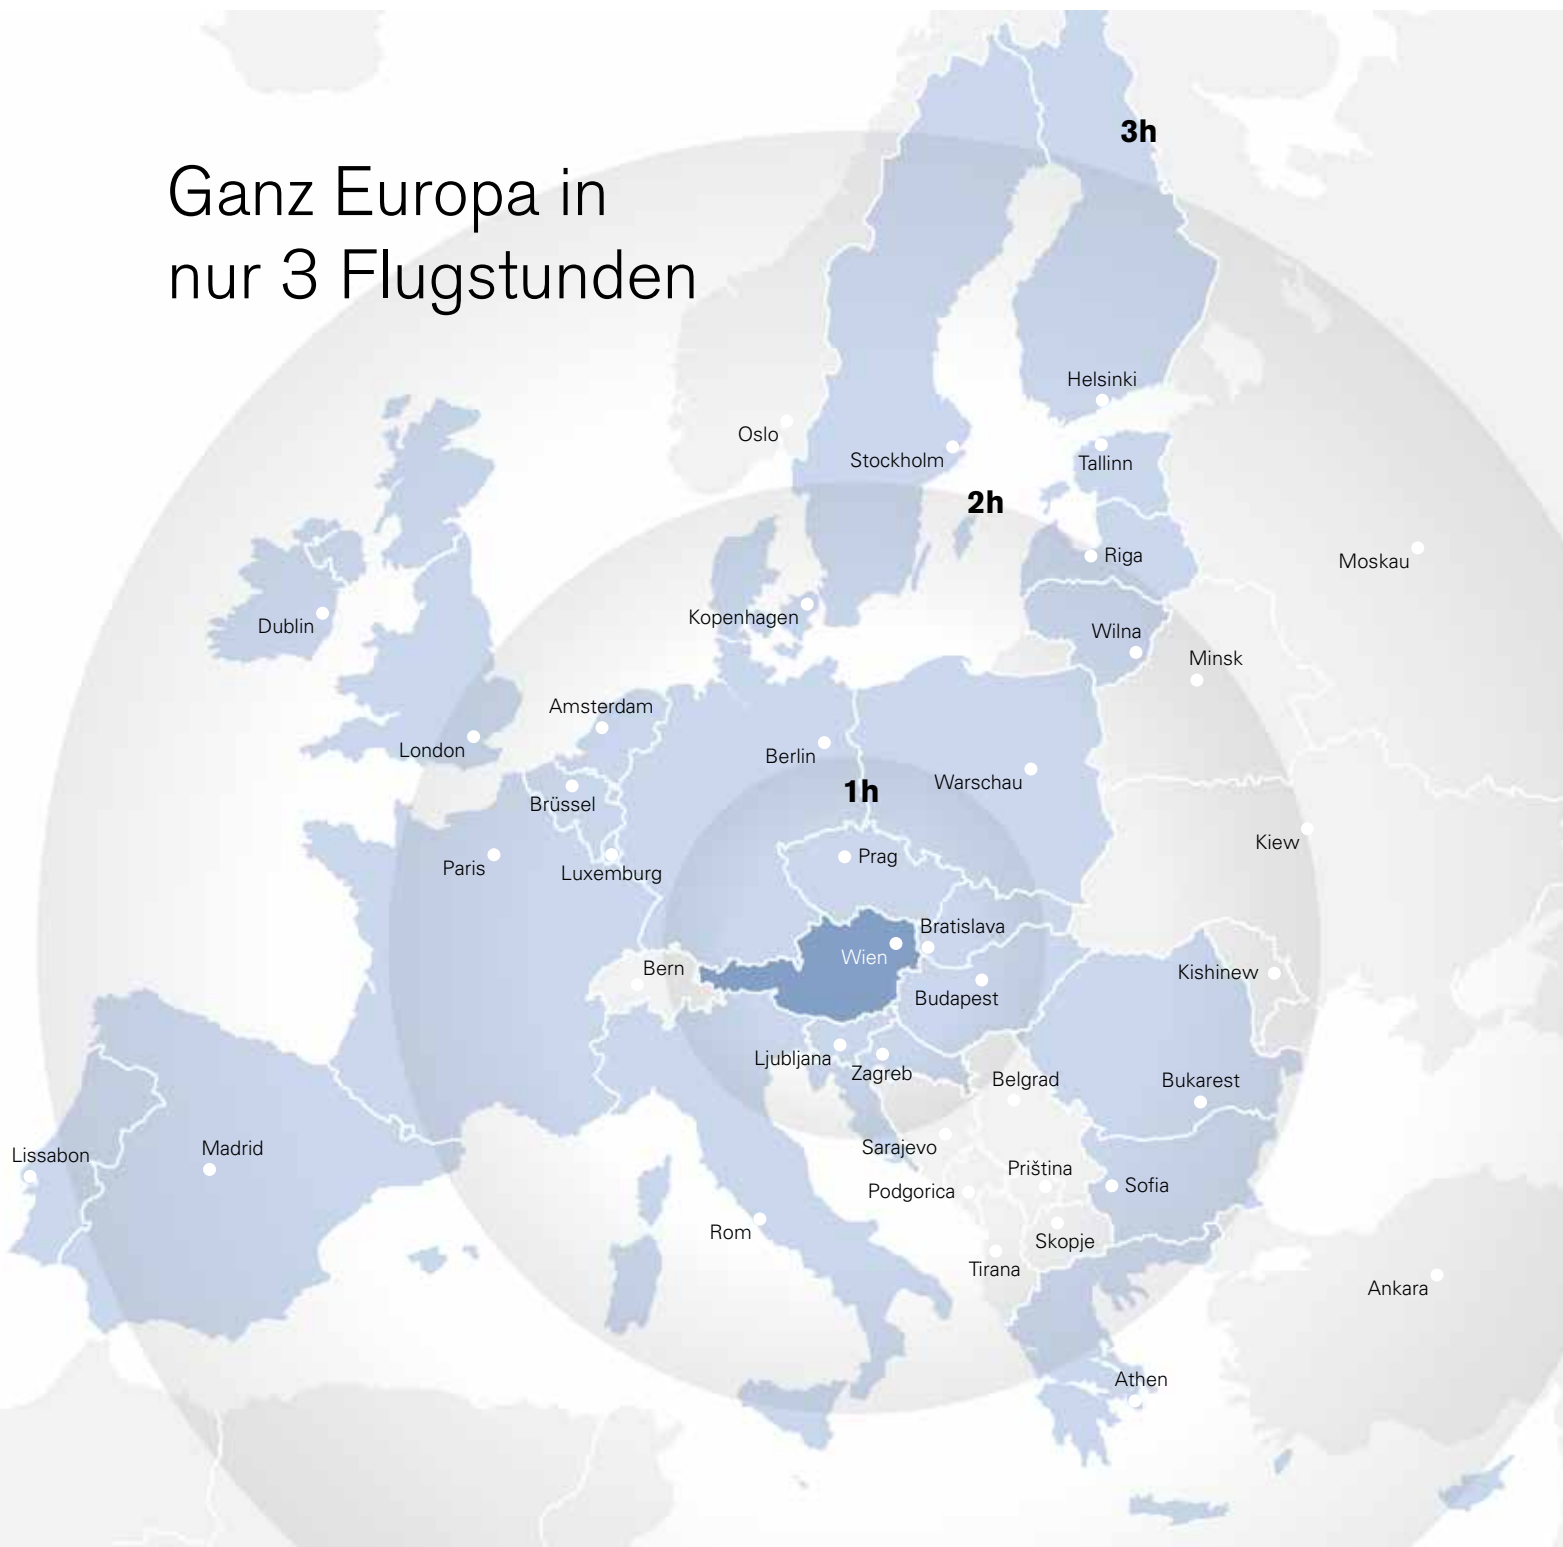 Ganz Europa in
nur 3 Flugstunden
3h
Helsinki
Oslo
Stockholm
Tallinn
2h
Riga
Moskau
Kopenhagen
Dublin
Wilna
Minsk
Amsterdam
London
Berlin
Warschau
1h
Brüssel
Kiew
Paris
Luxemburg
Prag
Bratislava
Wien
Bern
Kishinew
Budapest
Ljubljana
Zagreb
Belgrad
Bukarest
Lissabon
Madrid
Sarajevo
Priština
Podgorica
Sofia
Rom
Skopje
Tirana
Ankara
Athen